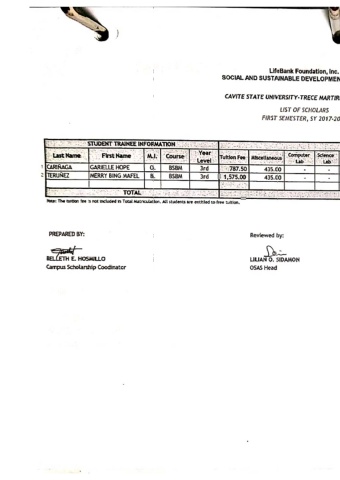 LifeBank Foundation, Inc.
SOCIAL AND SUSTAINABLE DEVELOPMEN
CAVITE STATE UNIVERSITY-TRECE MARTIR
LIST OF SCHOLARS
FIRST SEMESTER, SY 2017-20
STUDENT TRAINEE INFORMATION
Last Name First Name M.I. Course Year Level Tuition Fee Miscellaneous Computer Lab Science Lab
1 CARIÑAGA GARIELLE HOPE O. BSBM 3rd 787.50 435.00 - -
2 TERUÑEZ MERRY BING MAFEL B. BSBM 3rd 1,575.00 435.00 - -
TOTAL
Note: The tuition fee is not included in Total Matriculation. All students are entitled to free tuition.
PREPARED BY: Reviewed by:
BELLETH E. HOSMILLO LILIAN O. SIDAMON
Campus Scholarship Coodinator OSAS Head